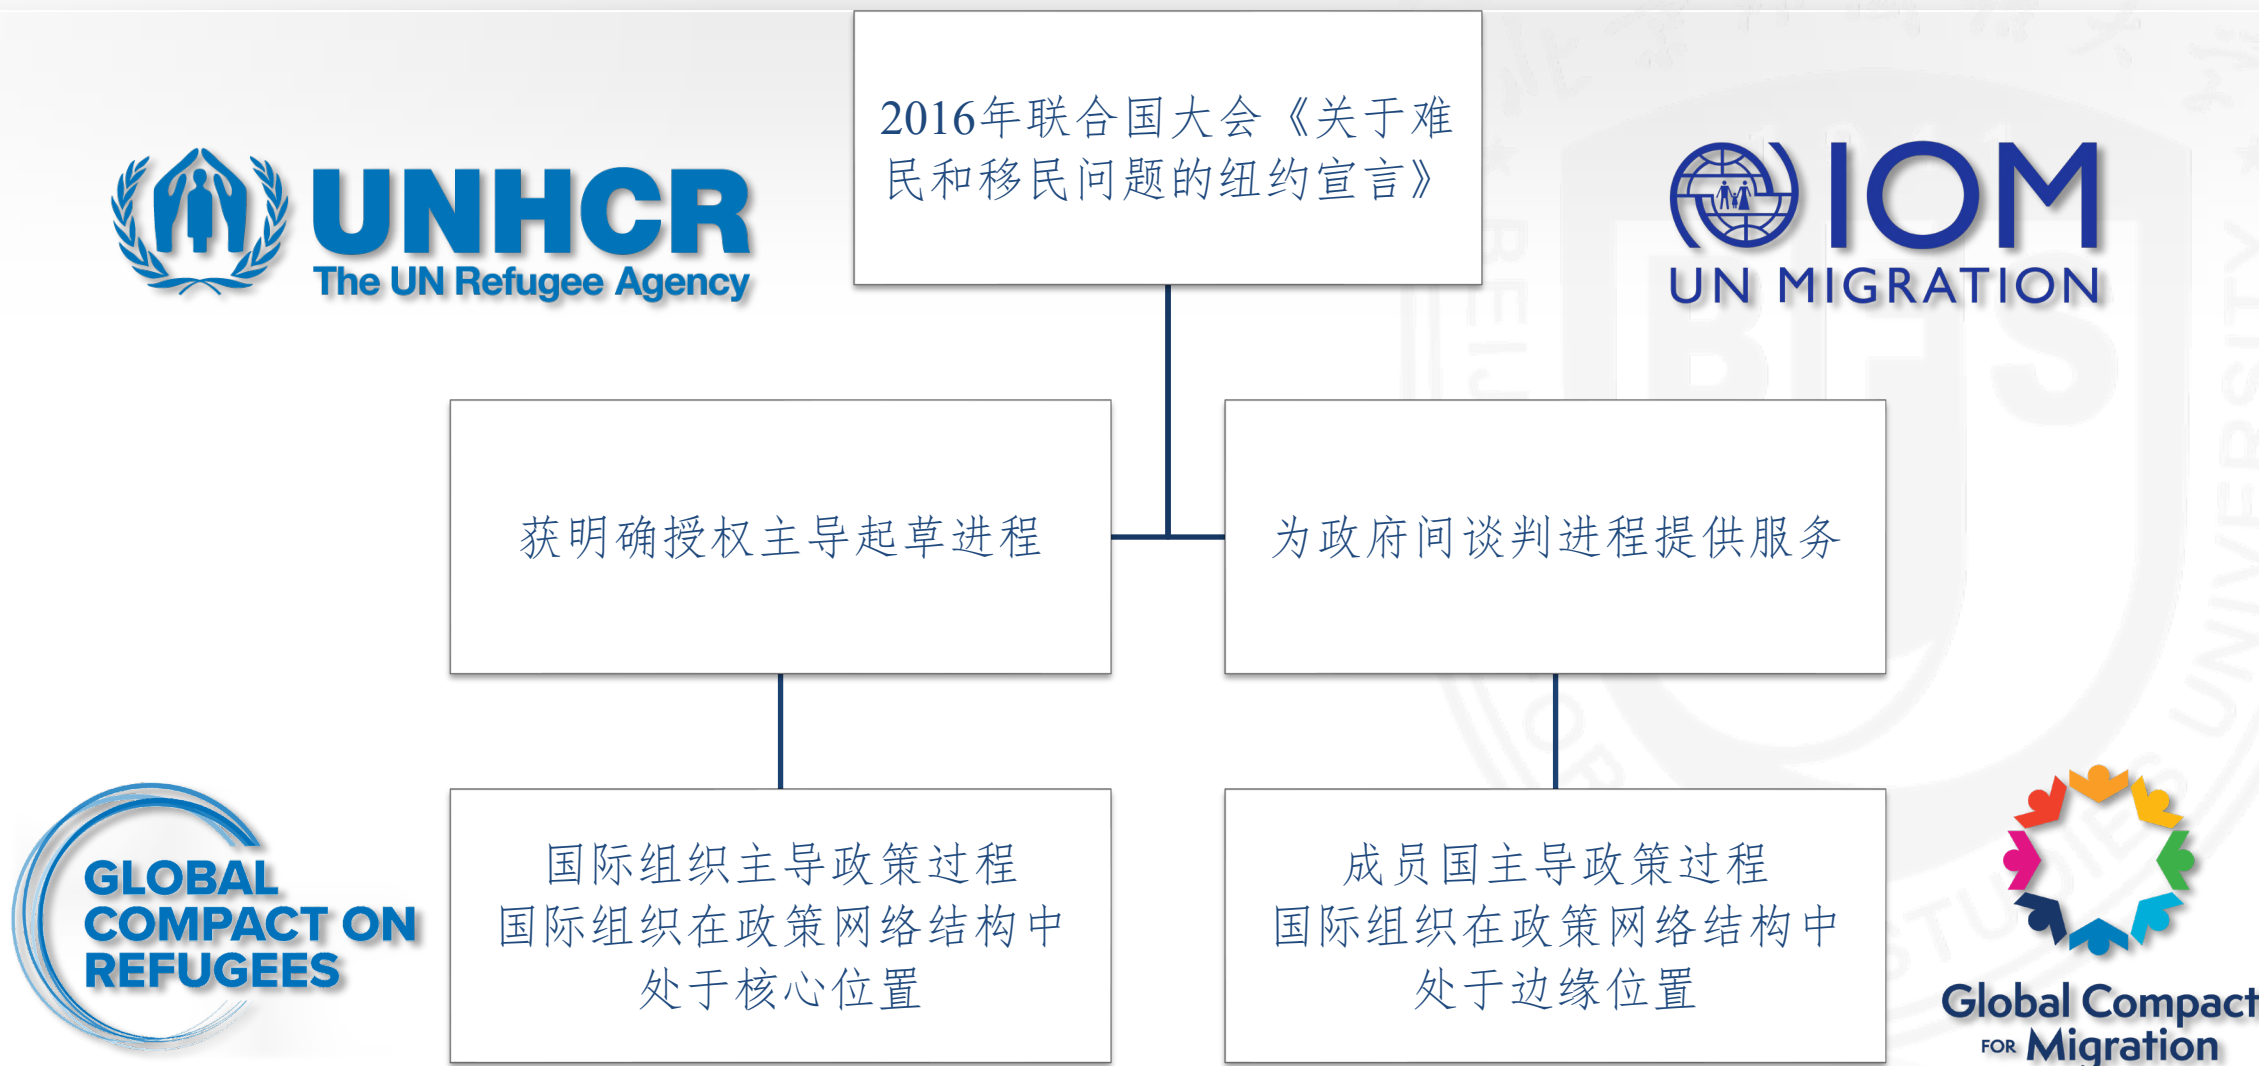 2016年联合国大会《关于难
民和移民问题的纽约宣言》
UNHCR
The UN Refugee Agency
IOM
UN MIGRATION
获明确授权主导起草进程
为政府间谈判进程提供服务
国际组织主导政策过程
国际组织在政策网络结构中
处于核心位置
成员国主导政策过程
国际组织在政策网络结构中
处于边缘位置
GLOBAL
COMPACT ON
REFUGEES
Global Compact
FOR Migration
BFS
BEIJ
UNIVERSITY
STUDIES